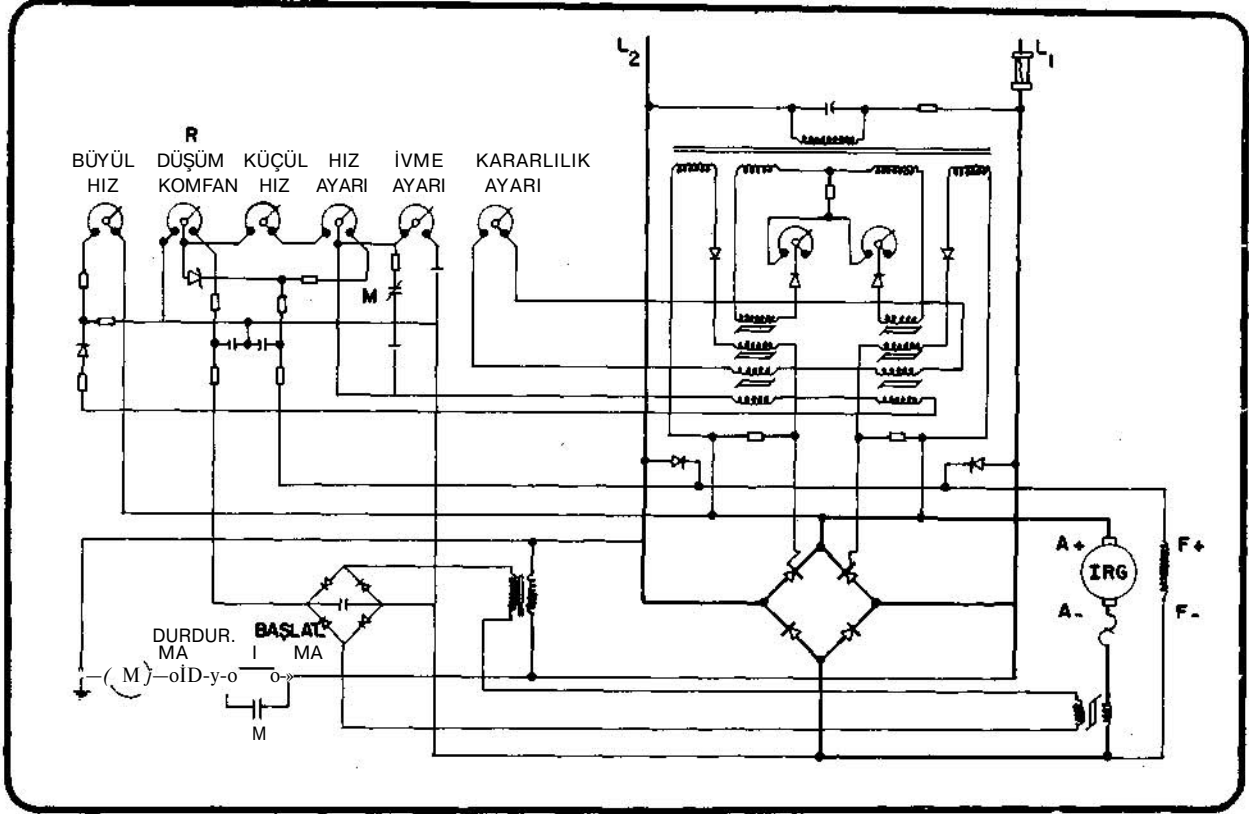 L2
L1
R
BÜYÜL DÜŞÜM KÜÇÜL HIZ İVME KARARLILIK
HIZ KOMFAN HIZ AYARI AYARI AYARI
M
A+
F+
IRG
A-
F-
DURDUR. BAŞLAT.
MA I MA
( M )—oİD-y-o o-»
M